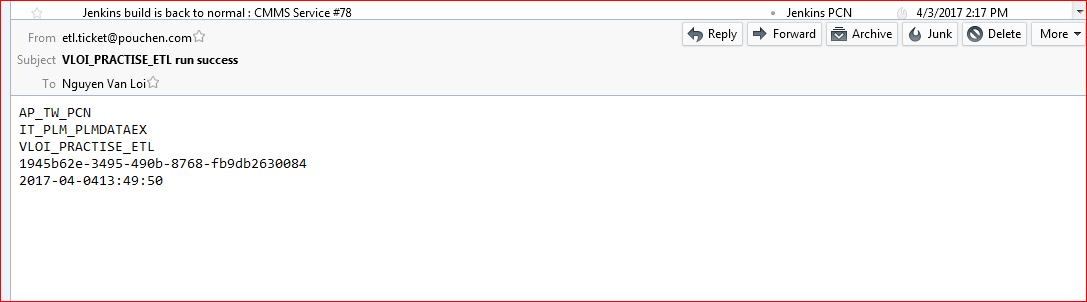 Jenkins build is back to normal : CMMS Service #78 Jenkins PCN 4/3/2017 2:17 PM
From etl.ticket@pouchen.com Reply Forward Archive Junk Delete More
Subject VLOI_PRACTISE_ETL run success
To Nguyen Van Loi
AP_TW_PCN
IT_PLM_PLMDATAEX
VLOI_PRACTISE_ETL
1945b62e-3495-490b-8768-fb9db2630084
2017-04-0413:49:50